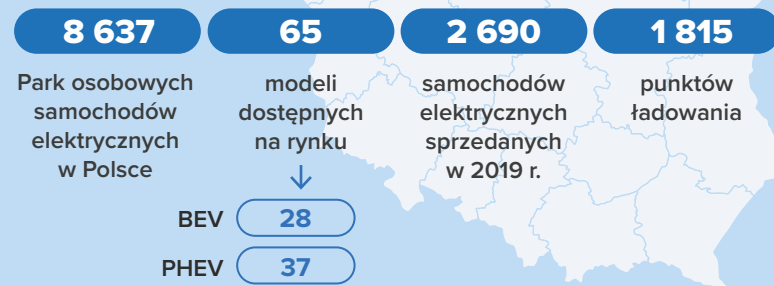 8 637
Park osobowych
samochodów
elektrycznych
w Polsce
65
modeli
dostępnych
na rynku
BEV 28
PHEV 37
2 690
samochodów
elektrycznych
sprzedanych
w 2019 r.
1 815
punktów
ładowania